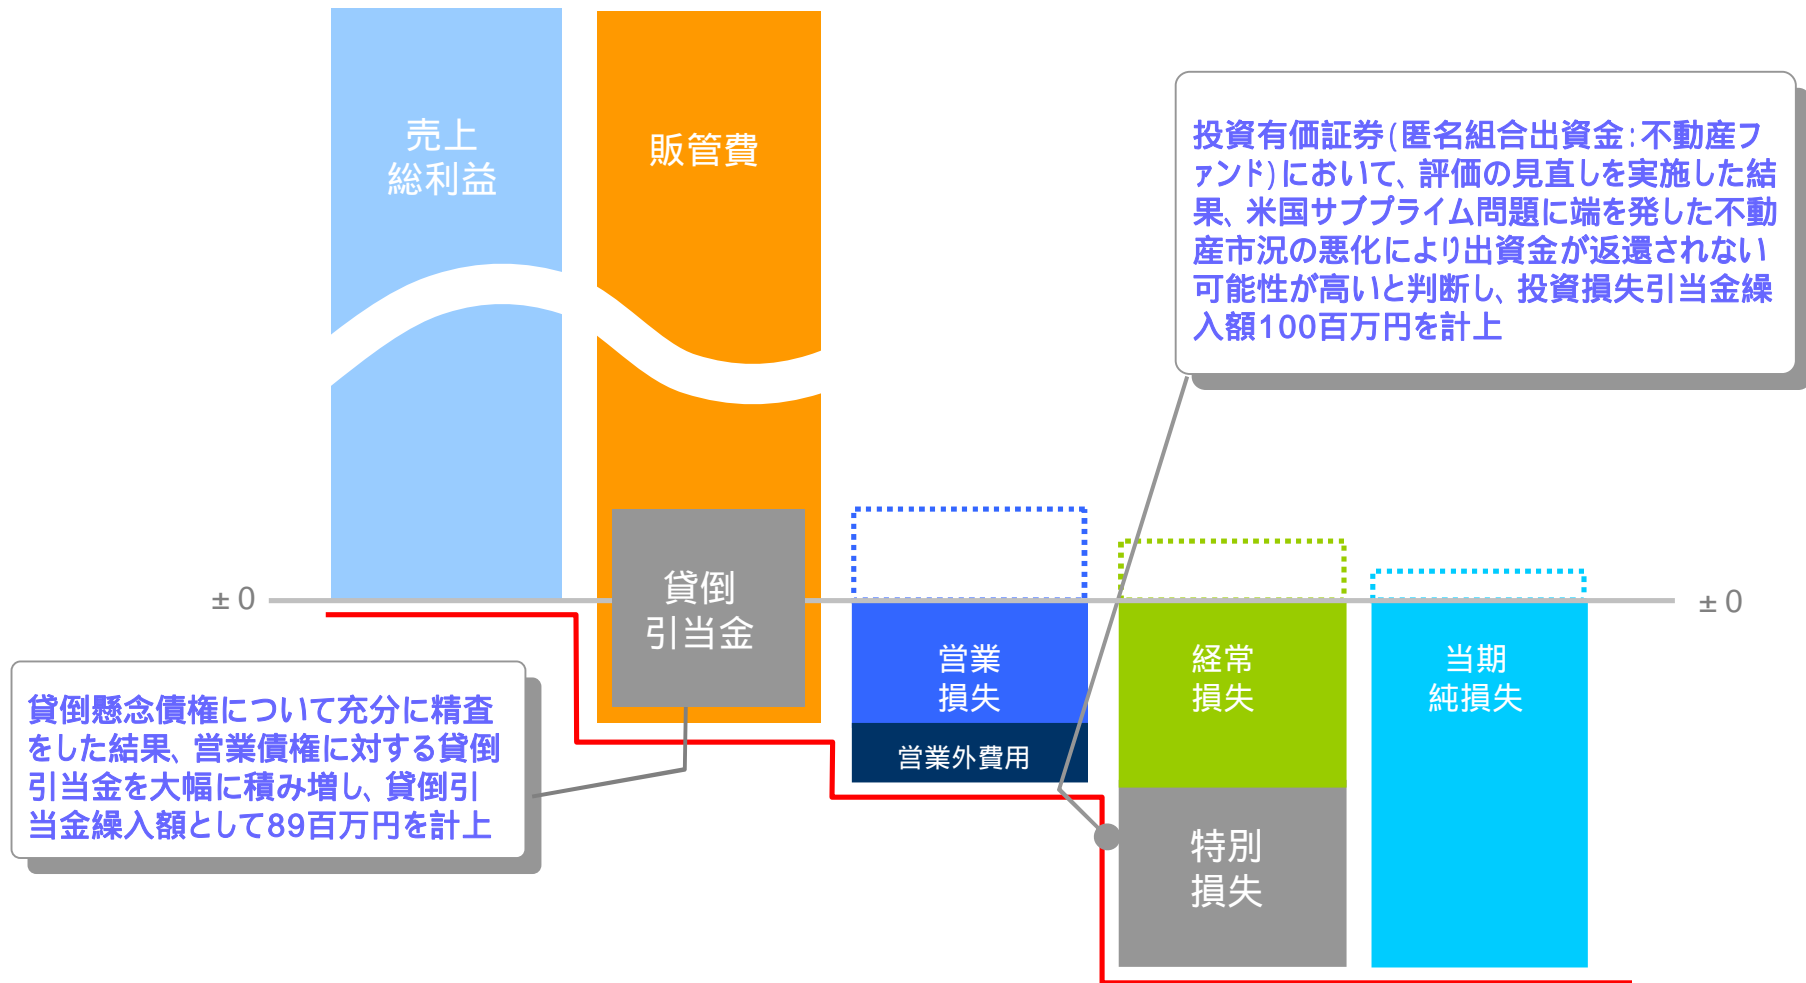 売上
総利益
販管費
投資有価証券(匿名組合出資金:不動産フ
ァンド)において、評価の見直しを実施した結
果、米国サブプライム問題に端を発した不動
産市況の悪化により出資金が返還されない
可能性が高いと判断し、投資損失引当金繰
入額100百万円を計上
±0
±0
貸倒
引当金
営業
損失
営業外費用
経常
損失
当期
純損失
特別
損失
貸倒懸念債権について充分に精査
をした結果、営業債権に対する貸倒
引当金を大幅に積み増し、貸倒引
当金繰入額として89百万円を計上